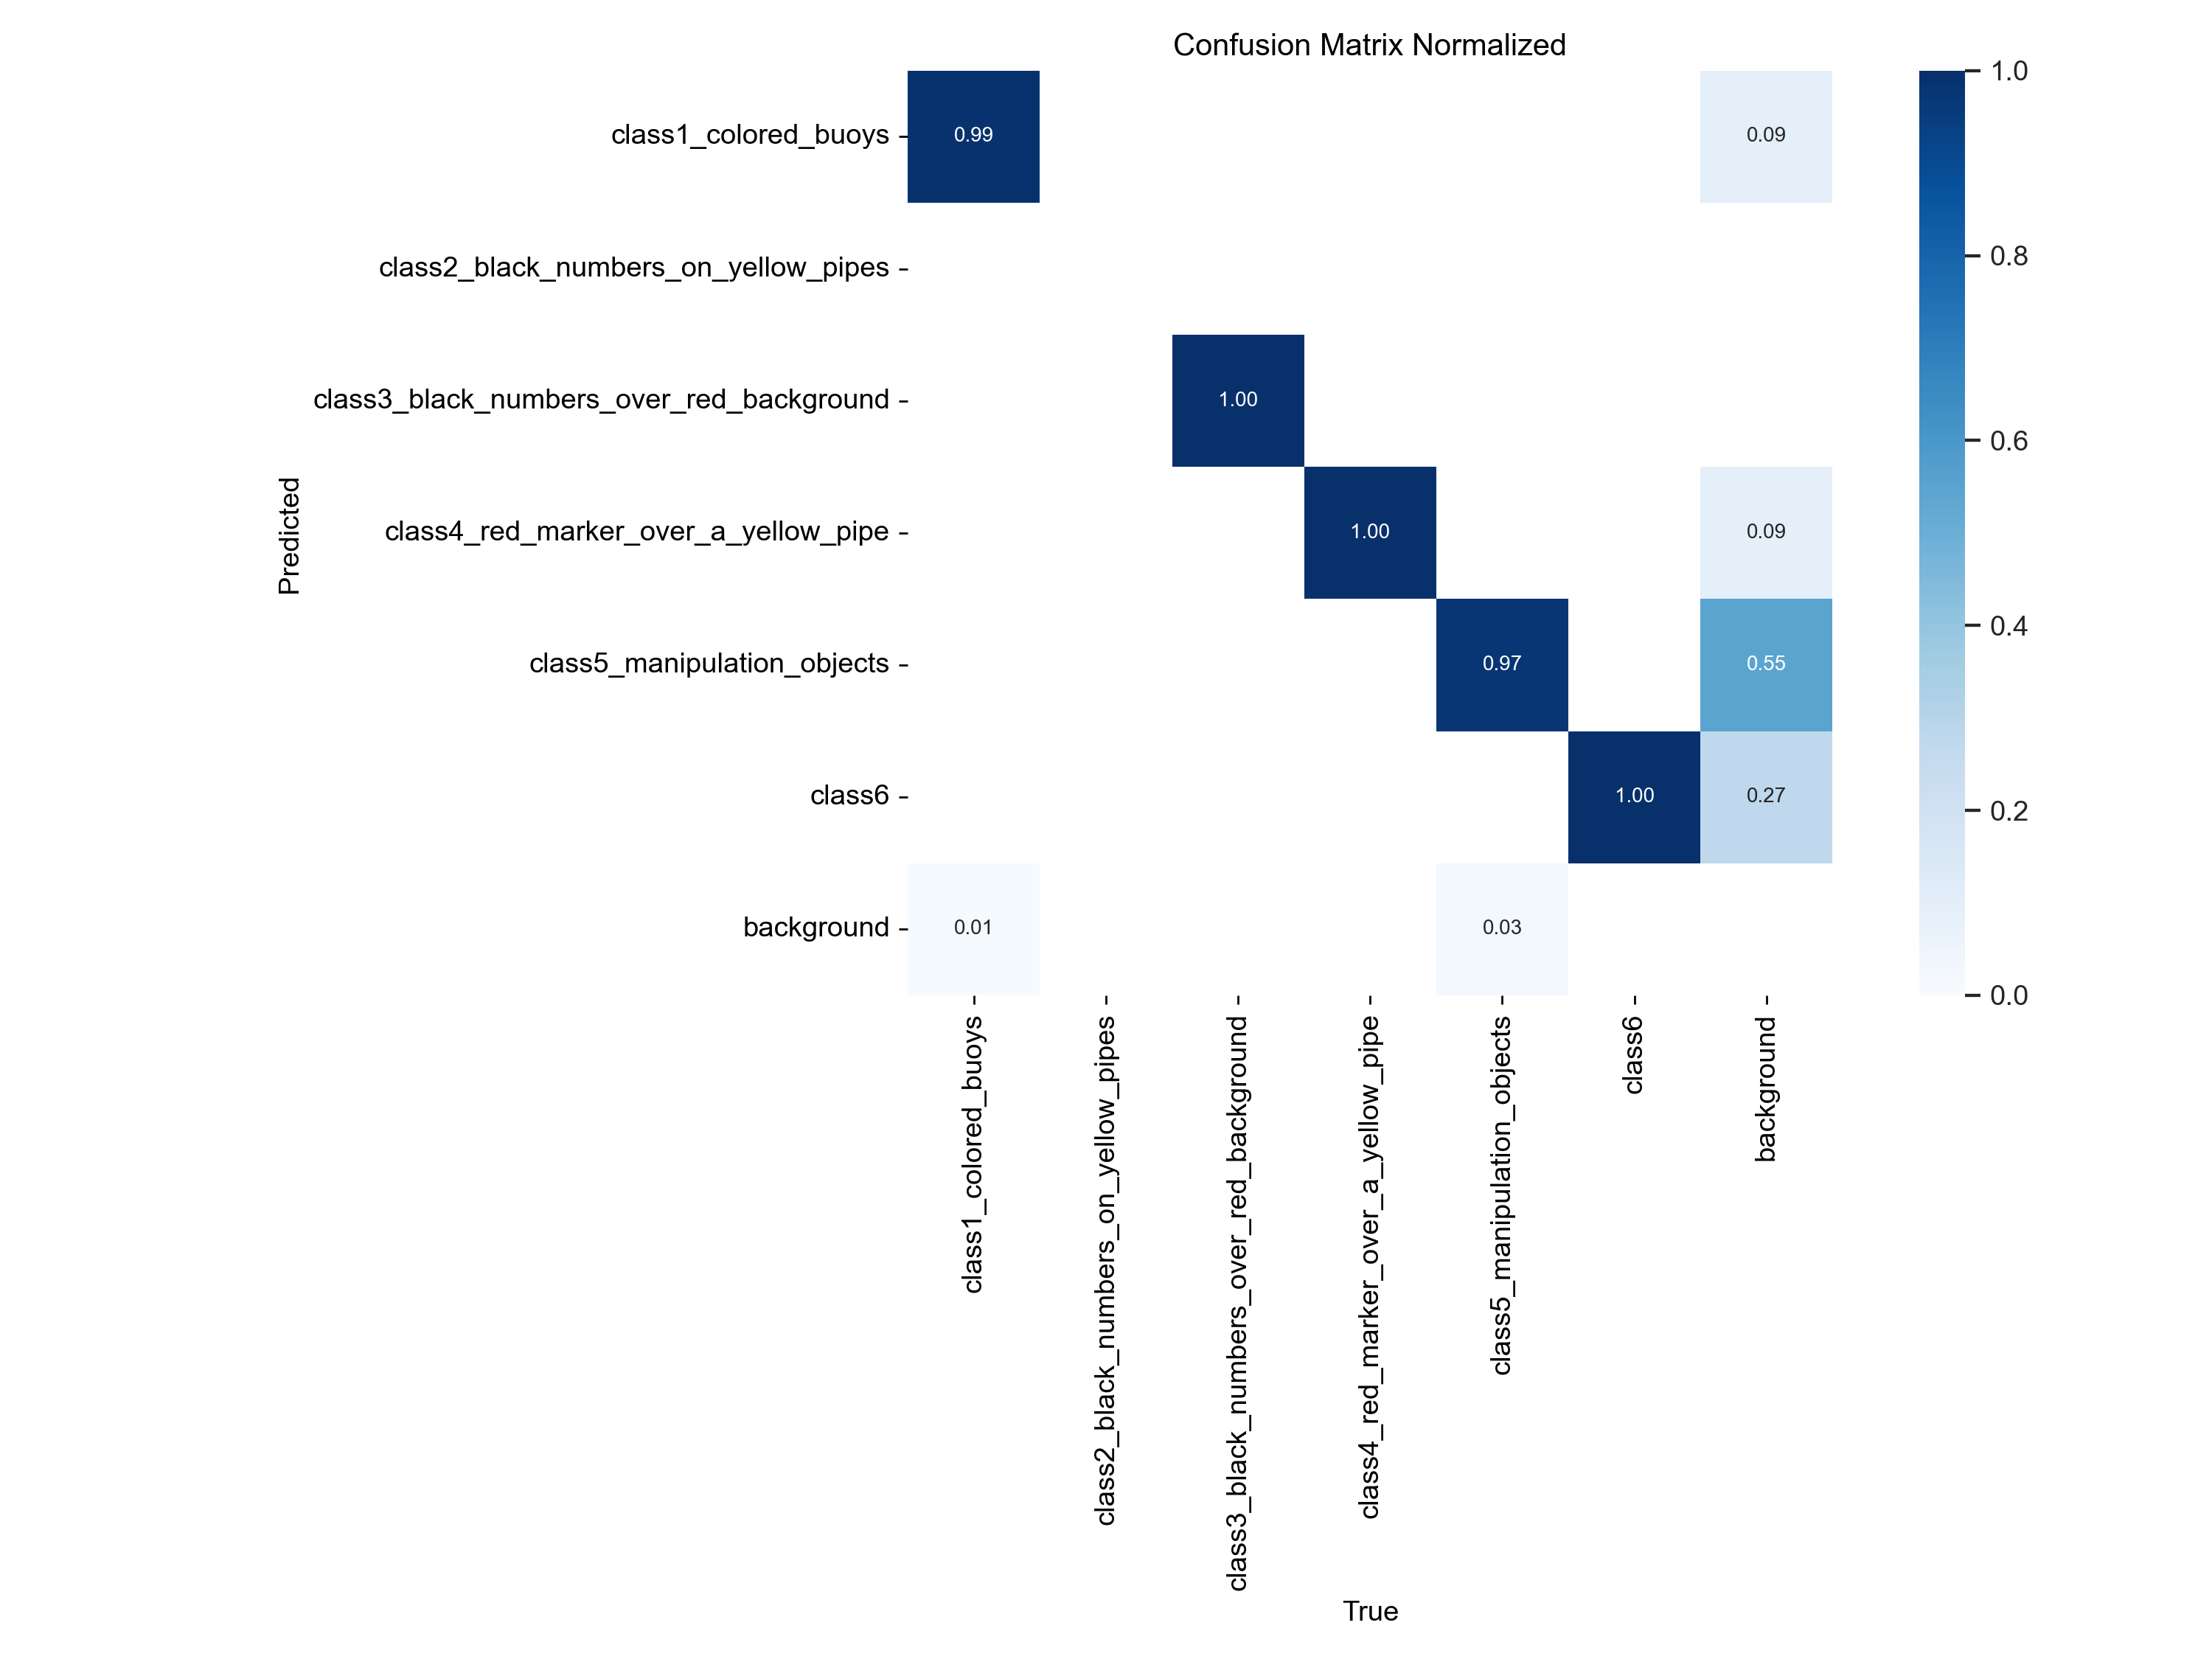 Confusion Matrix Normalized
class1_colored_buoys
0.99
0.09
class2_black_numbers_on_yellow_pipes
class3_black_numbers_over_red_background
1.00
class4_red_marker_over_a_yellow_pipe
1.00
0.09
class5_manipulation_objects
0.97
0.55
class6
1.00
0.27
background
0.01
0.03
Predicted
class1_colored_buoys
class2_black_numbers_on_yellow_pipes
class3_black_numbers_over_red_background
class4_red_marker_over_a_yellow_pipe
class5_manipulation_objects
class6
background
True
1.0
0.8
0.6
0.4
0.2
0.0